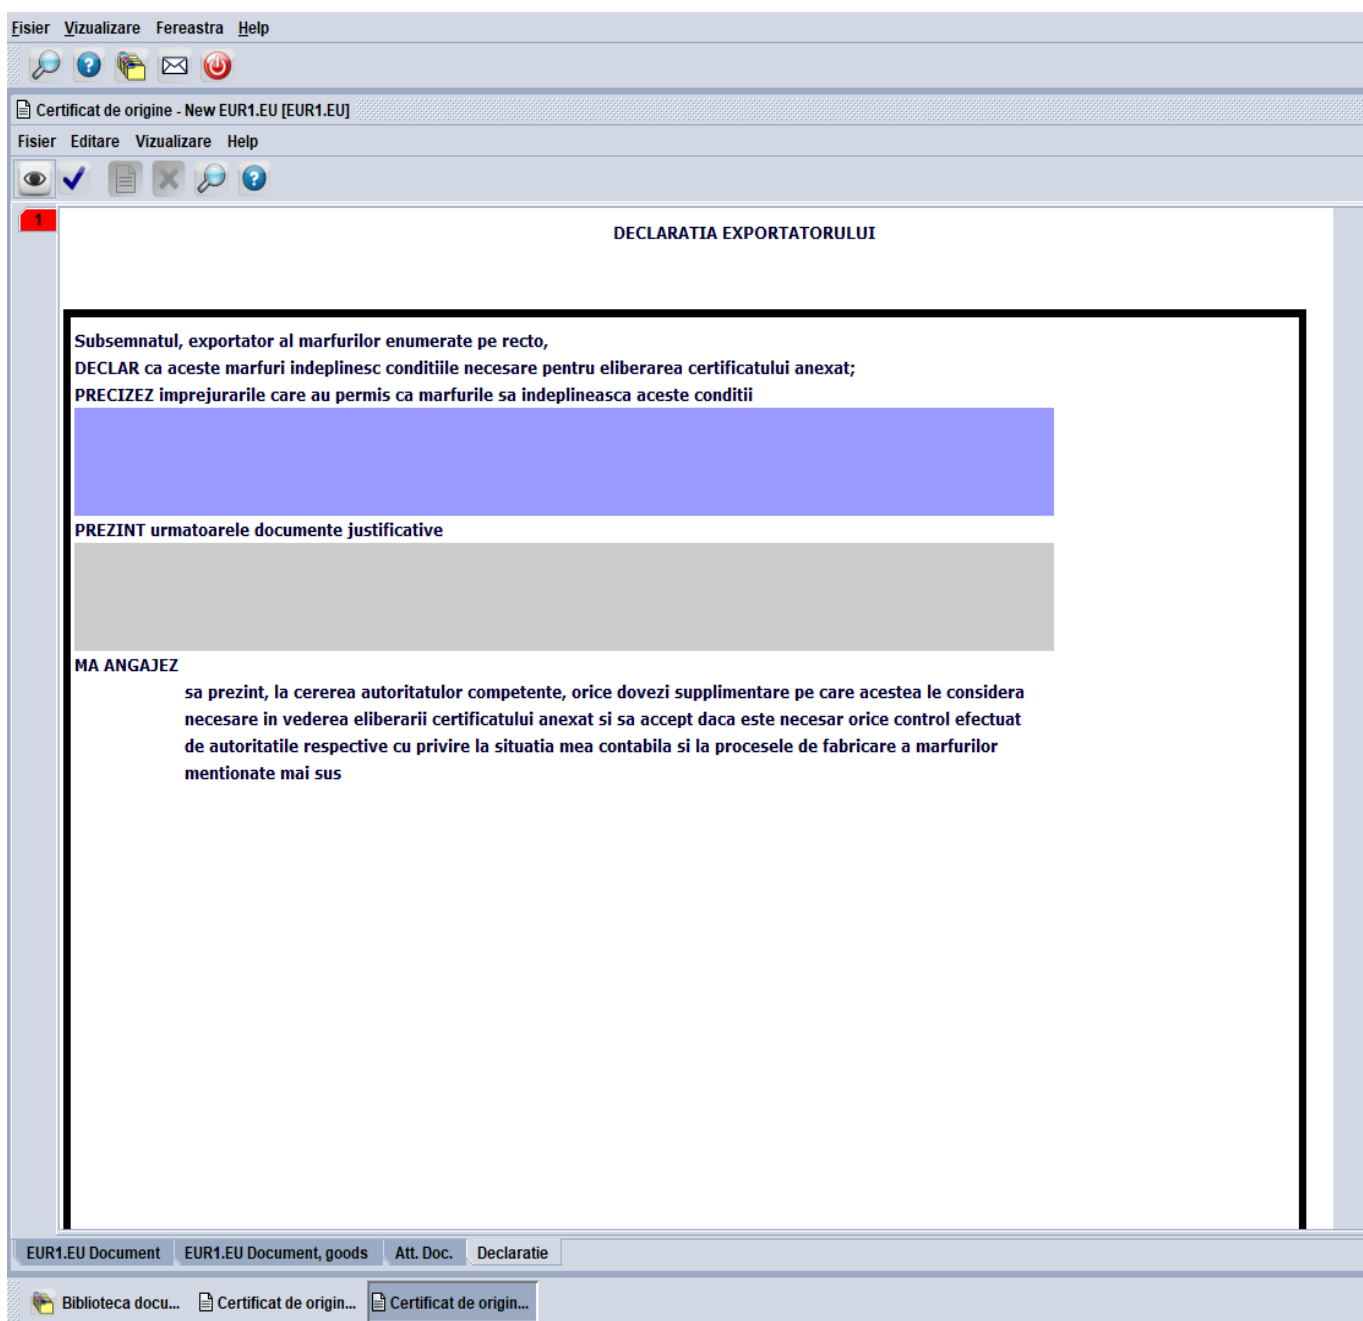 Fisier Vizualizare Fereastra Help
Certificat de origine - New EUR1.EU [EUR1.EU]
Fisier Editare Vizualizare Help
1
DECLARATIA EXPORTATORULUI
Subsemnatul, exportator al marfurilor enumerate pe recto,
DECLAR ca aceste marfuri indeplinesc conditiile necesare pentru eliberarea certificatului anexat;
PRECIZEZ imprejurarile care au permis ca marfurile sa indeplineasca aceste conditii
PREZINT urmatoarele documente justificative
MA ANGAJEZ
sa prezint, la cererea autoritatulor competente, orice dovezi supplimentare pe care acestea le considera
necesare in vederea eliberarii certificatului anexat si sa accept daca este necesar orice control efectuat
de autoritatile respective cu privire la situatia mea contabila si la procesele de fabricare a marfurilor
mentionate mai sus
EUR1.EU Document EUR1.EU Document, goods Att. Doc. Declaratie
Biblioteca docu... Certificat de origin... Certificat de origin...